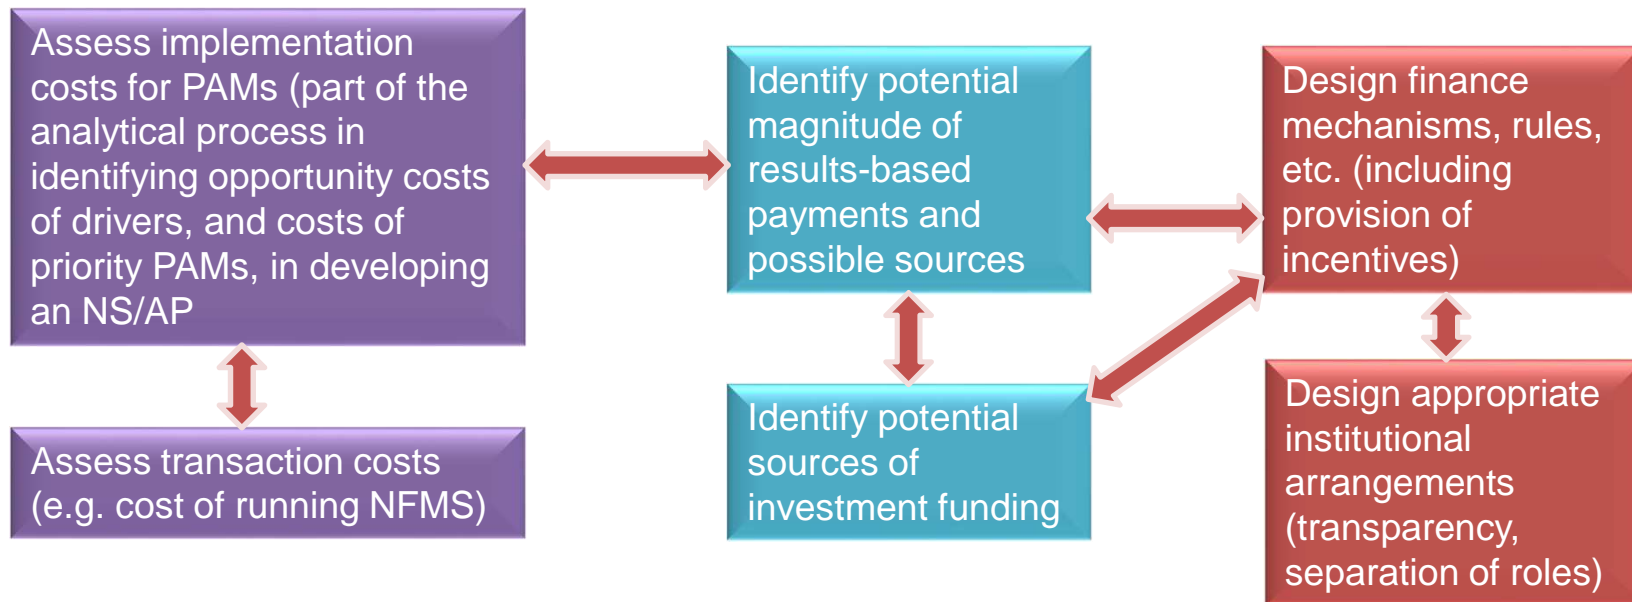 Assess implementation
costs for PAMs (part of the
analytical process in
identifying opportunity costs
of drivers, and costs of
priority PAMs, in developing
an NS/AP
Assess transaction costs
(e.g. cost of running NFMS)
Identify potential
magnitude of
results-based
payments and
possible sources
Identify potential
sources of
investment funding
Design finance
mechanisms, rules,
etc. (including
provision of
incentives)
Design appropriate
institutional
arrangements
(transparency,
separation of roles)